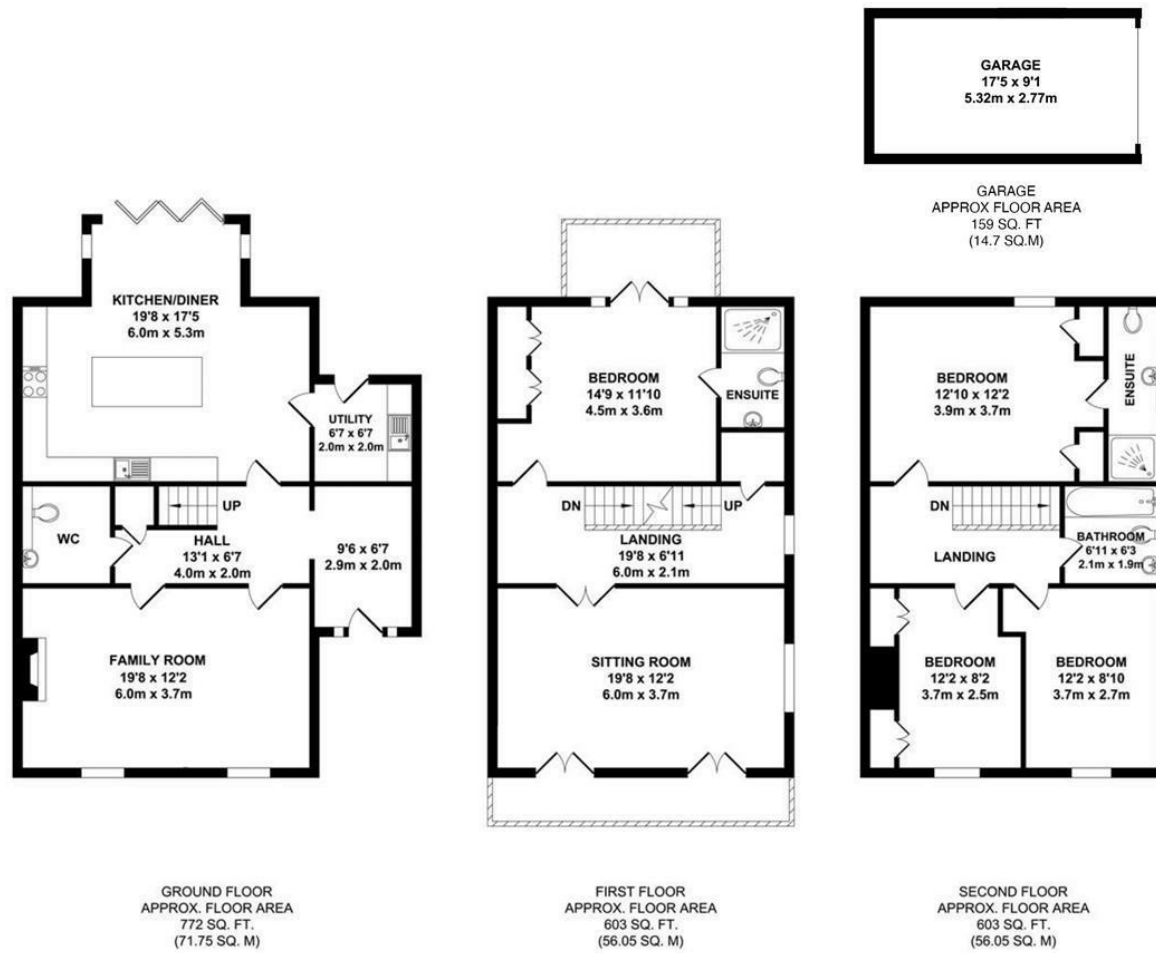 GARAGE
17'5 x 9'1
5.32m x 2.77m
GARAGE
APPROX FLOOR AREA
159 SQ. FT
(14.7 SQ.M)
KITCHEN/DINER
19'8 x 17'5
6.0m x 5.3m
UTILITY
6'7 x 6'7
2.0m x 2.0m
UP
WC
HALL
13'1 x 6'7
4.0m x 2.0m
9'6 x 6'7
2.9m x 2.0m
FAMILY ROOM
19'8 x 12'2
6.0m x 3.7m
GROUND FLOOR
APPROX. FLOOR AREA
772 SQ. FT.
(71.75 SQ. M)
BEDROOM
14'9 x 11'10
4.5m x 3.6m
ENSUITE
DN
UP
LANDING
19'8 x 6'11
6.0m x 2.1m
SITTING ROOM
19'8 x 12'2
6.0m x 3.7m
FIRST FLOOR
APPROX. FLOOR AREA
603 SQ. FT.
(56.05 SQ. M)
BEDROOM
12'10 x 12'2
3.9m x 3.7m
ENSUITE
DN
LANDING
BATHROOM
6'11 x 6'3
2.1m x 1.9m
BEDROOM
12'2 x 8'2
3.7m x 2.5m
BEDROOM
12'2 x 8'10
3.7m x 2.7m
SECOND FLOOR
APPROX. FLOOR AREA
603 SQ. FT.
(56.05 SQ. M)